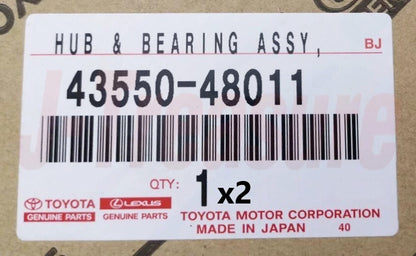 HUB & BEARING ASSY, BJ
43550-48011
QTY: 1 x2
TOYOTA LEXUS
GENUINE PARTS GENUINE PARTS
TOYOTA MOTOR CORPORATION
MADE IN JAPAN 40